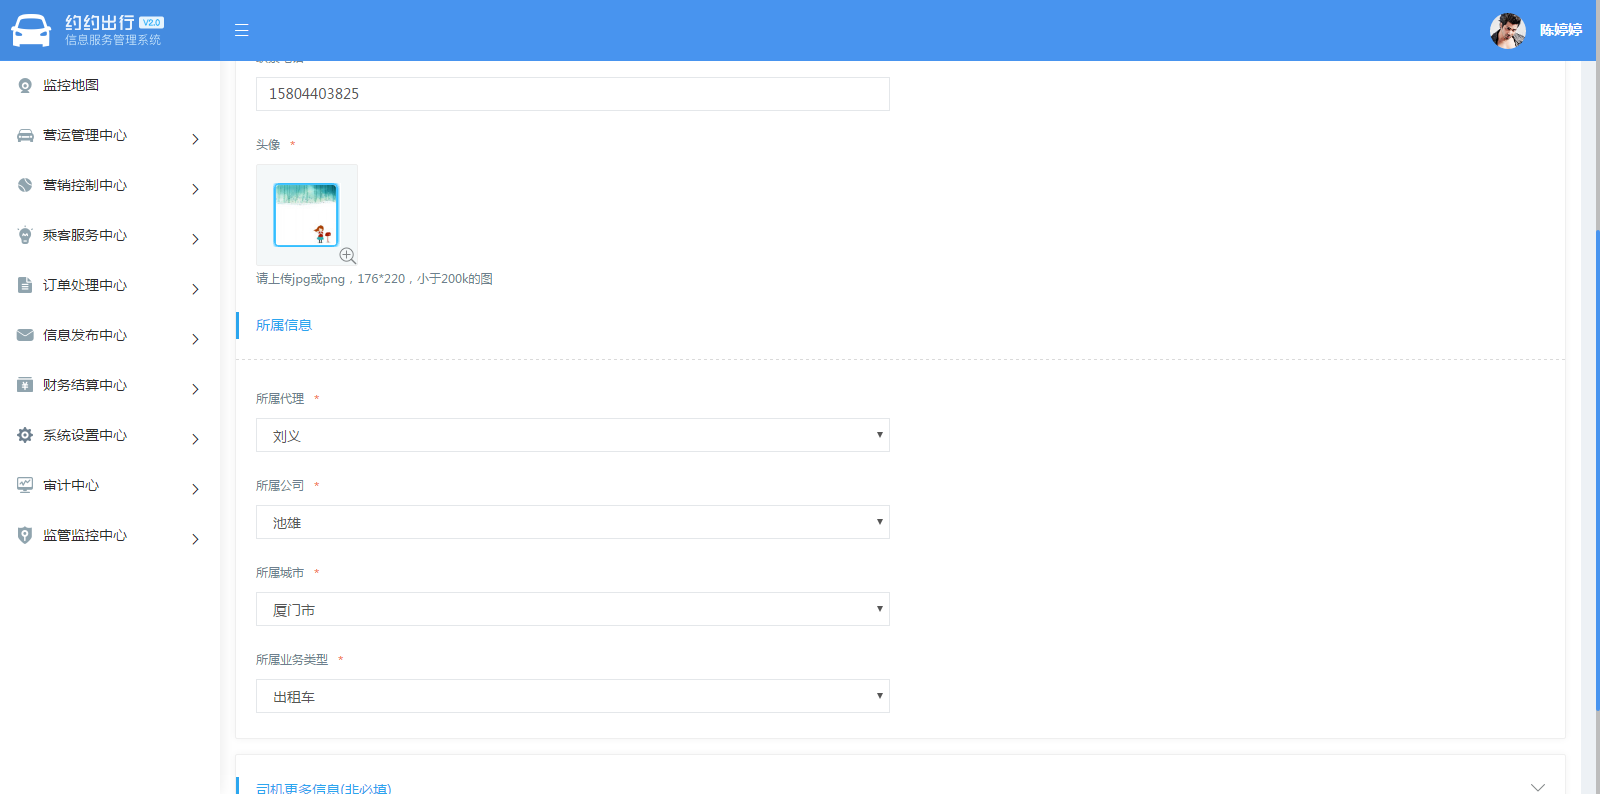 约约出行 V2.0
信息服务管理系统
陈婷婷
监控地图
营运管理中心
营销控制中心
乘客服务中心
订单处理中心
信息发布中心
财务结算中心
系统设置中心
审计中心
监管监控中心
15804403825
头像 *
请上传jpg或png，176*220，小于200k的图
所属信息
所属代理 *
刘义
所属公司 *
池雄
所属城市 *
厦门市
所属业务类型 *
出租车
司机更多信息(非必填)